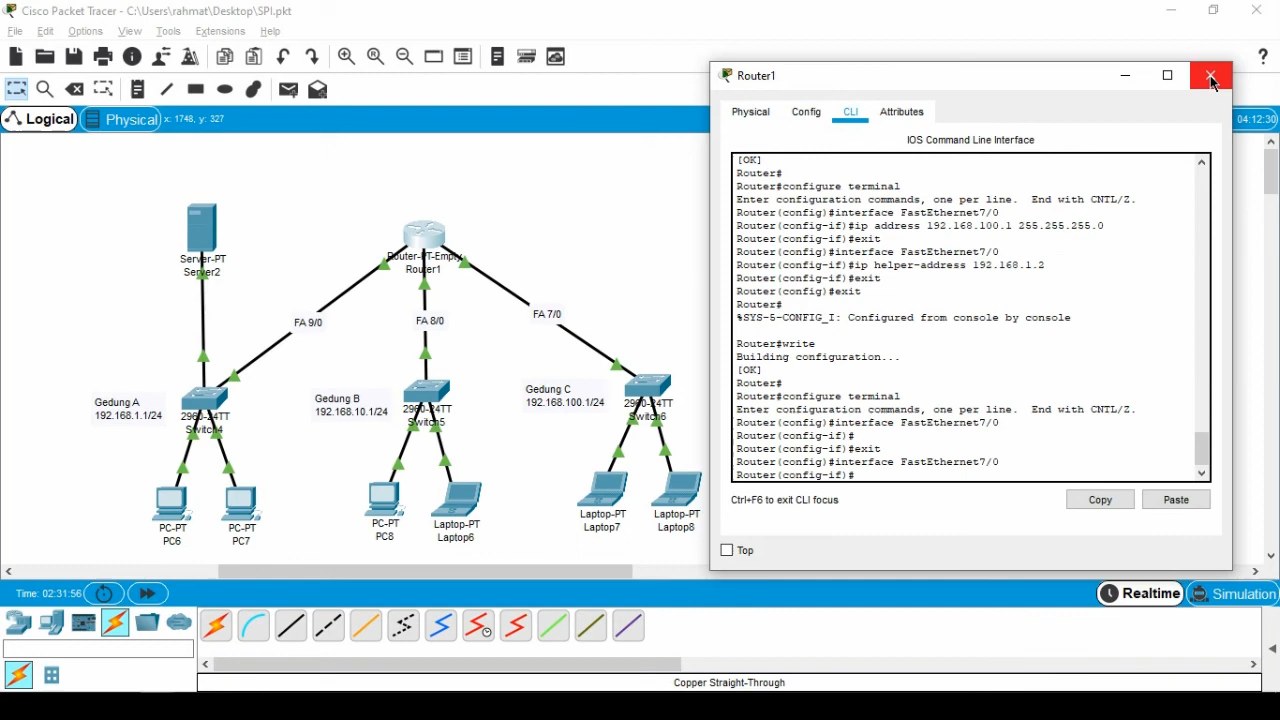 Cisco Packet Tracer - C:\Users\rahmat\Desktop\SPI.pkt
File Edit Options View Tools Extensions Help
Logical Physical x: 1748, y: 327
04:12:30
Server-PT
Server2
Router-PT-Empty
Router1
FA 9/0
FA 8/0
FA 7/0
Gedung A
192.168.1.1/24
2960-24TT
Switch4
Gedung B
192.168.10.1/24
2960-24TT
Switch5
Gedung C
192.168.100.1/24
2960-24TT
Switch6
PC-PT
PC6
PC-PT
PC7
PC-PT
PC8
Laptop-PT
Laptop6
Laptop-PT
Laptop7
Laptop-PT
Laptop8
Router1
Physical Config CLI Attributes
IOS Command Line Interface
[OK]
Router#
Router#configure terminal
Enter configuration commands, one per line. End with CNTL/Z.
Router(config)#interface FastEthernet7/0
Router(config-if)#ip address 192.168.100.1 255.255.255.0
Router(config-if)#exit
Router(config)#interface FastEthernet7/0
Router(config-if)#ip helper-address 192.168.1.2
Router(config-if)#exit
Router(config)#exit
Router#
%SYS-5-CONFIG_I: Configured from console by console
Router#write
Building configuration...
[OK]
Router#
Router#configure terminal
Enter configuration commands, one per line. End with CNTL/Z.
Router(config)#interface FastEthernet7/0
Router(config-if)#
Router(config-if)#exit
Router(config)#interface FastEthernet7/0
Router(config-if)#
Ctrl+F6 to exit CLI focus
Copy
Paste
Top
Time: 02:31:56
Realtime
Simulation
Copper Straight-Through